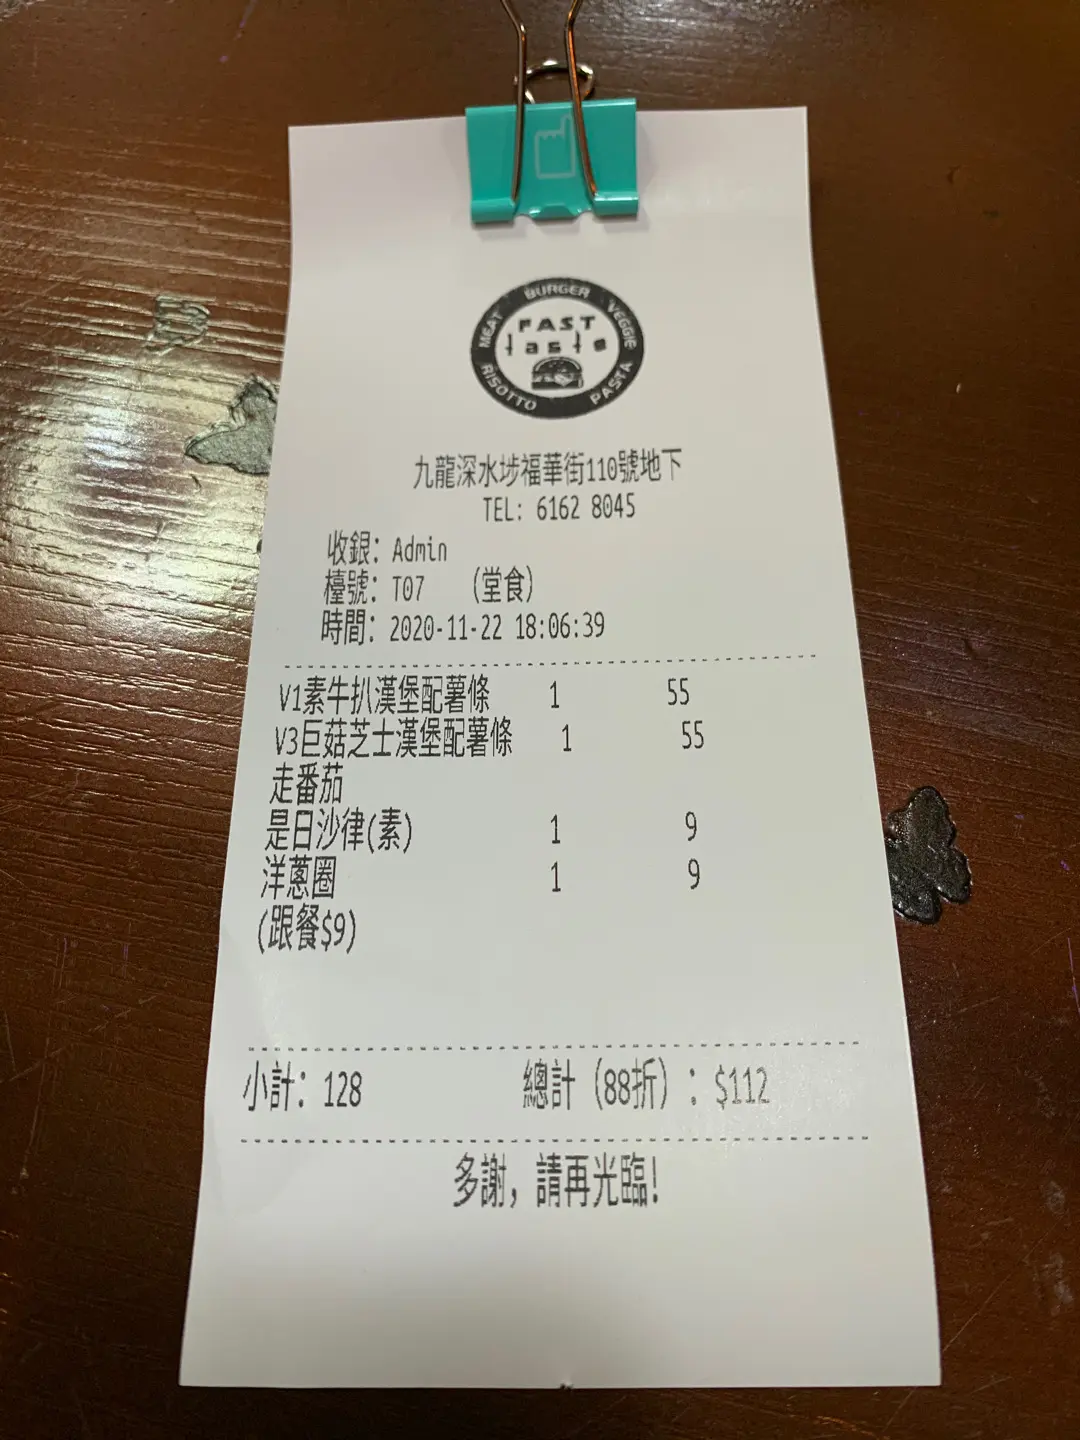 BURGER
MEAT
VEGGIE
FAST
taste
RISOTTO
PASTA
九龍深水埗福華街110號地下
TEL: 6162 8045
收銀: Admin
檯號: T07 (堂食)
時間: 2020-11-22 18:06:39
V1素牛扒漢堡配薯條 1 55
V3巨菇芝士漢堡配薯條 1 55
走番茄
是日沙律(素) 1 9
洋蔥圈 1 9
(跟餐$9)
小計: 128 總計 (88折) : $112
多謝, 請再光臨!